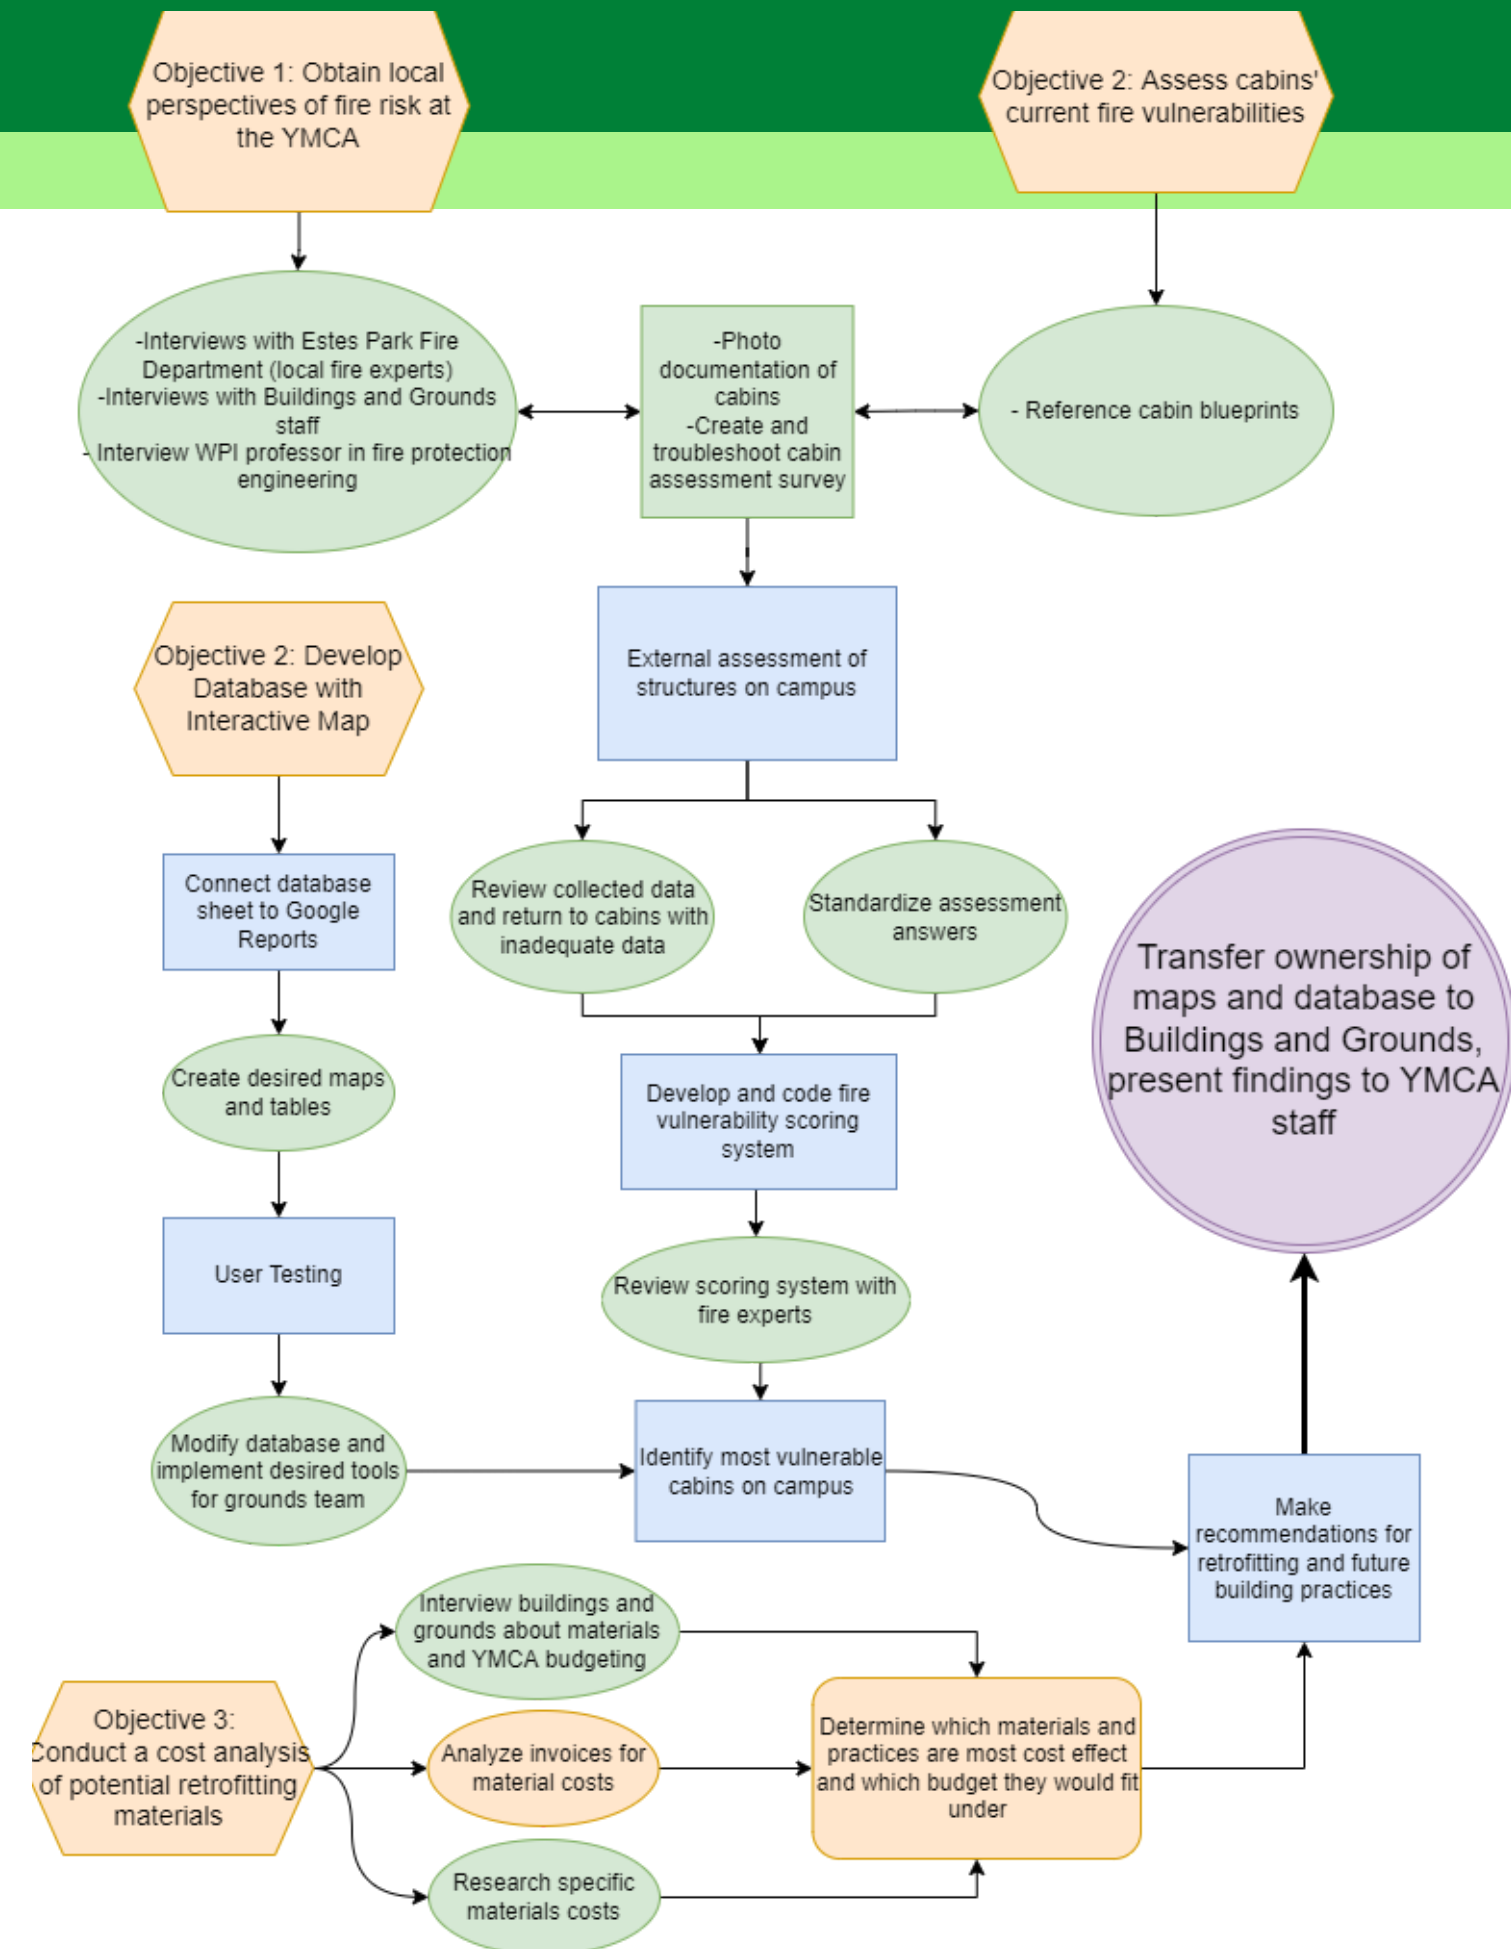 Objective 1: Obtain local
perspectives of fire risk at
the YMCA
Objective 2: Assess cabins'
current fire vulnerabilities
-Interviews with Estes Park Fire
Department (local fire experts)
-Interviews with Buildings and Grounds
staff
- Interview WPI professor in fire protection
engineering
-Photo
documentation of
cabins
-Create and
troubleshoot cabin
assessment survey
- Reference cabin blueprints
External assessment of
structures on campus
Objective 2: Develop
Database with
Interactive Map
Connect database
sheet to Google
Reports
Review collected data
and return to cabins with
inadequate data
Standardize assessment
answers
Create desired maps
and tables
Develop and code fire
vulnerability scoring
system
Transfer ownership of
maps and database to
Buildings and Grounds,
present findings to YMCA
staff
User Testing
Review scoring system with
fire experts
Modify database and
implement desired tools
for grounds team
Identify most vulnerable
cabins on campus
Make
recommendations for
retrofitting and future
building practices
Interview buildings and
grounds about materials
and YMCA budgeting
Objective 3:
Conduct a cost analysis
of potential retrofitting
materials
Analyze invoices for
material costs
Determine which materials and
practices are most cost effect
and which budget they would fit
under
Research specific
materials costs